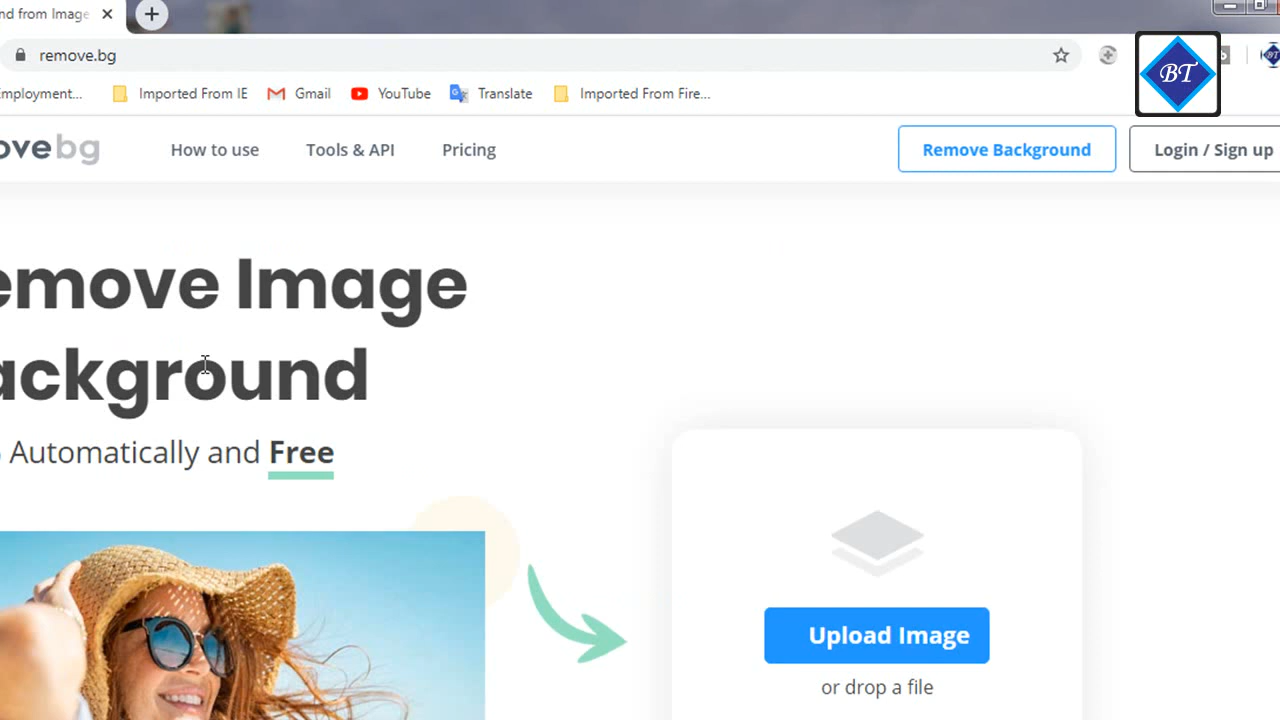 nd from Image
remove.bg
BT
mployment...
Imported From IE
Gmail
YouTube
Translate
Imported From Fire...
ove bg
How to use
Tools & API
Pricing
Remove Background
Login / Sign up
emove Image
ackground
Automatically and Free
Upload Image
or drop a file